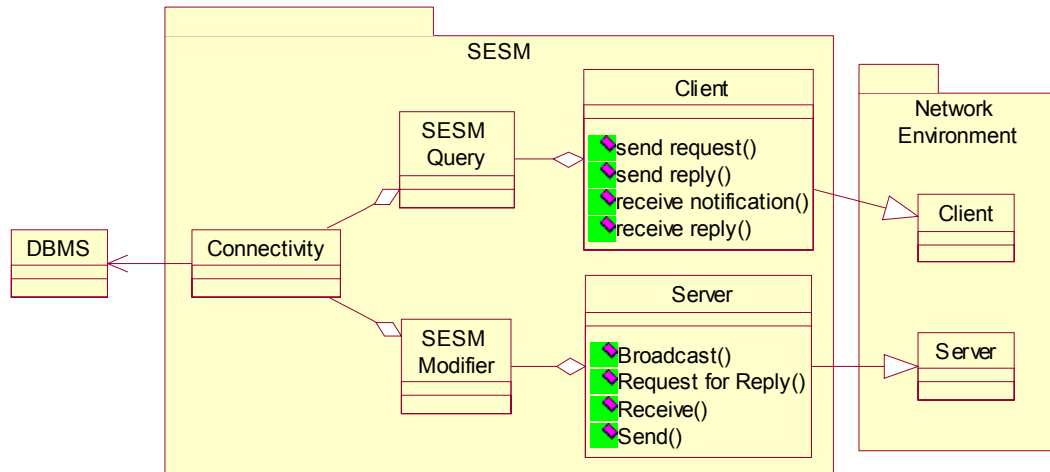 SESM
Client
send request()
send reply()
receive notification()
receive reply()
SESM
Query
Network
Environment
Client
DBMS
Connectivity
SESM
Modifier
Server
Broadcast()
Request for Reply()
Receive()
Send()
Server